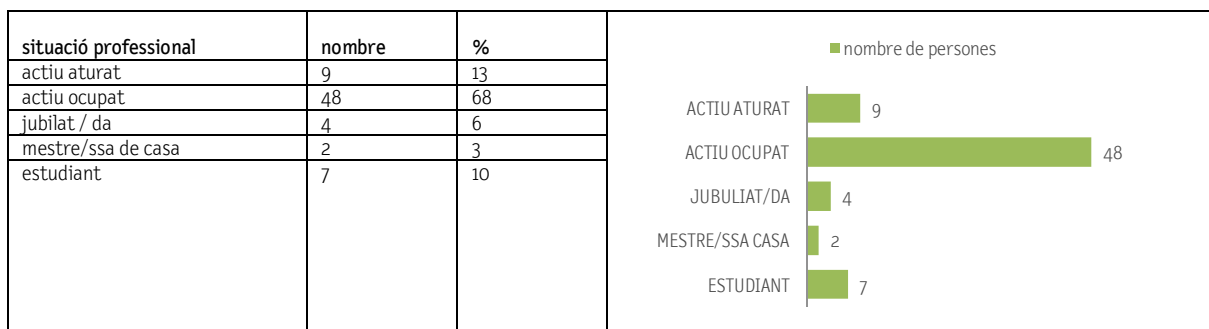 situació professional nombre %
actiu aturat 9 13
actiu ocupat 48 68
jubilat / da 4 6
mestre/ssa de casa 2 3
estudiant 7 10
nombre de persones
ACTIU ATURAT 9
ACTIU OCUPAT 48
JUBULIAT/DA 4
MESTRE/SSA CASA 2
ESTUDIANT 7